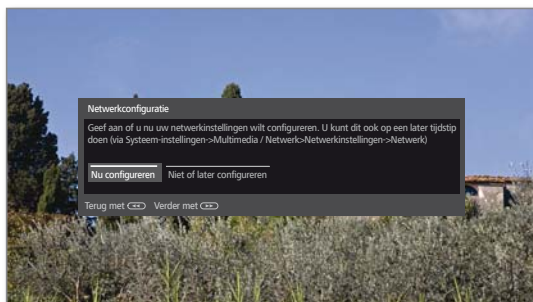 Netwerkconfiguratie
Geef aan of u nu uw netwerkinstellingen wilt configureren. U kunt dit ook op een later tijdstip
doen (via Systeem-instellingen->Multimedia / Netwerk>Netwerkinstellingen->Netwerk)
Nu configureren Niet of later configureren
Terug met Verder met